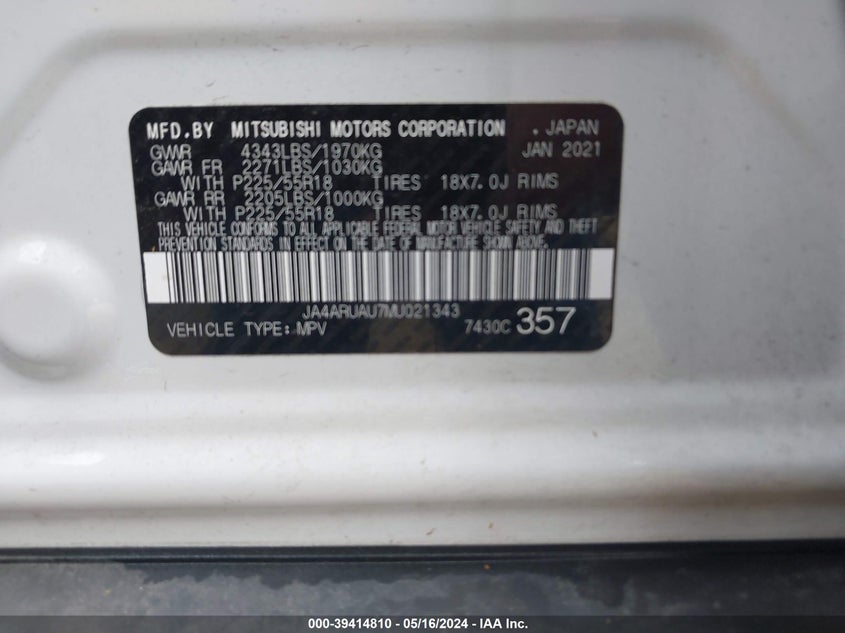 MFD.BY MITSUBISHI MOTORS CORPORATION . JAPAN
GVWR 4343LBS/1970KG JAN 2021
GAWR FR 2271LBS/1030KG
WITH P225/55R18 TIRES 18X7.0J RIMS
GAWR RR 2205LBS/1000KG
WITH P225/55R18 TIRES 18X7.0J RIMS
THIS VEHICLE CONFORMS TO ALL APPLICABLE FEDERAL MOTOR VEHICLE SAFETY AND THEFT
PREVENTION STANDARDS IN EFFECT ON THE DATE OF MANUFACTURE SHOWN ABOVE.
JA4ARUAU7MU021343
VEHICLE TYPE:MPV 7430C 357
000-39414810 - 05/16/2024 - IAA Inc.